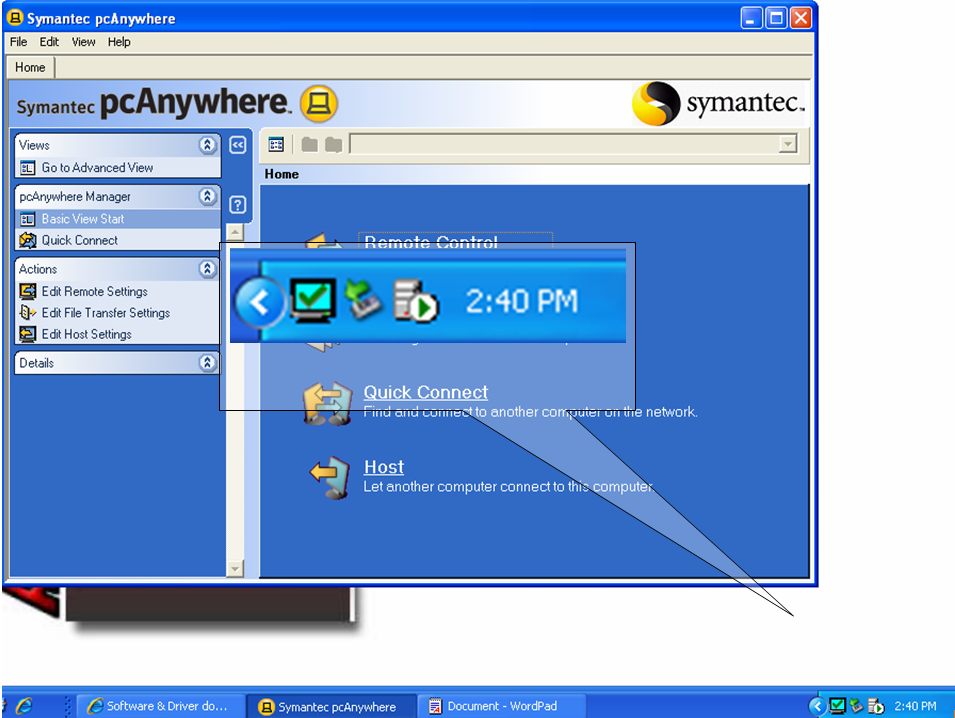 Symantec pcAnywhere
File Edit View Help
Home
Symantec pcAnywhere™
symantec™
Views
Go to Advanced View
pcAnywhere Manager
Basic View Start
Quick Connect
Actions
Edit Remote Settings
Edit File Transfer Settings
Edit Host Settings
Details
Home
Remote Control
2:40 PM
Quick Connect
Find and connect to another computer on the network.
Host
Let another computer connect to this computer.
Software & Driver do... Symantec pcAnywhere Document - WordPad 2:40 PM